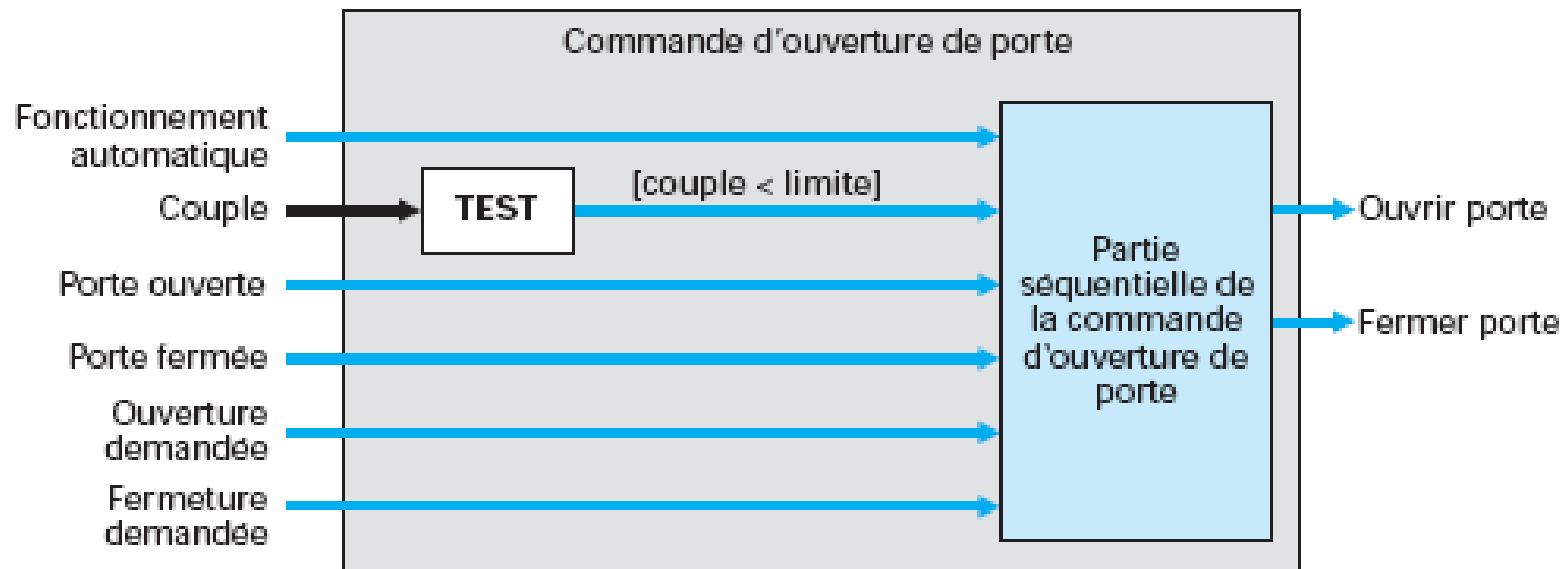 Commande d'ouverture de porte
Fonctionnement
automatique
Couple
TEST
[couple < limite]
Porte ouverte
Porte fermée
Ouverture
demandée
Fermeture
demandée
Partie
séquentielle de
la commande
d'ouverture de
porte
Ouvrir porte
Fermer porte